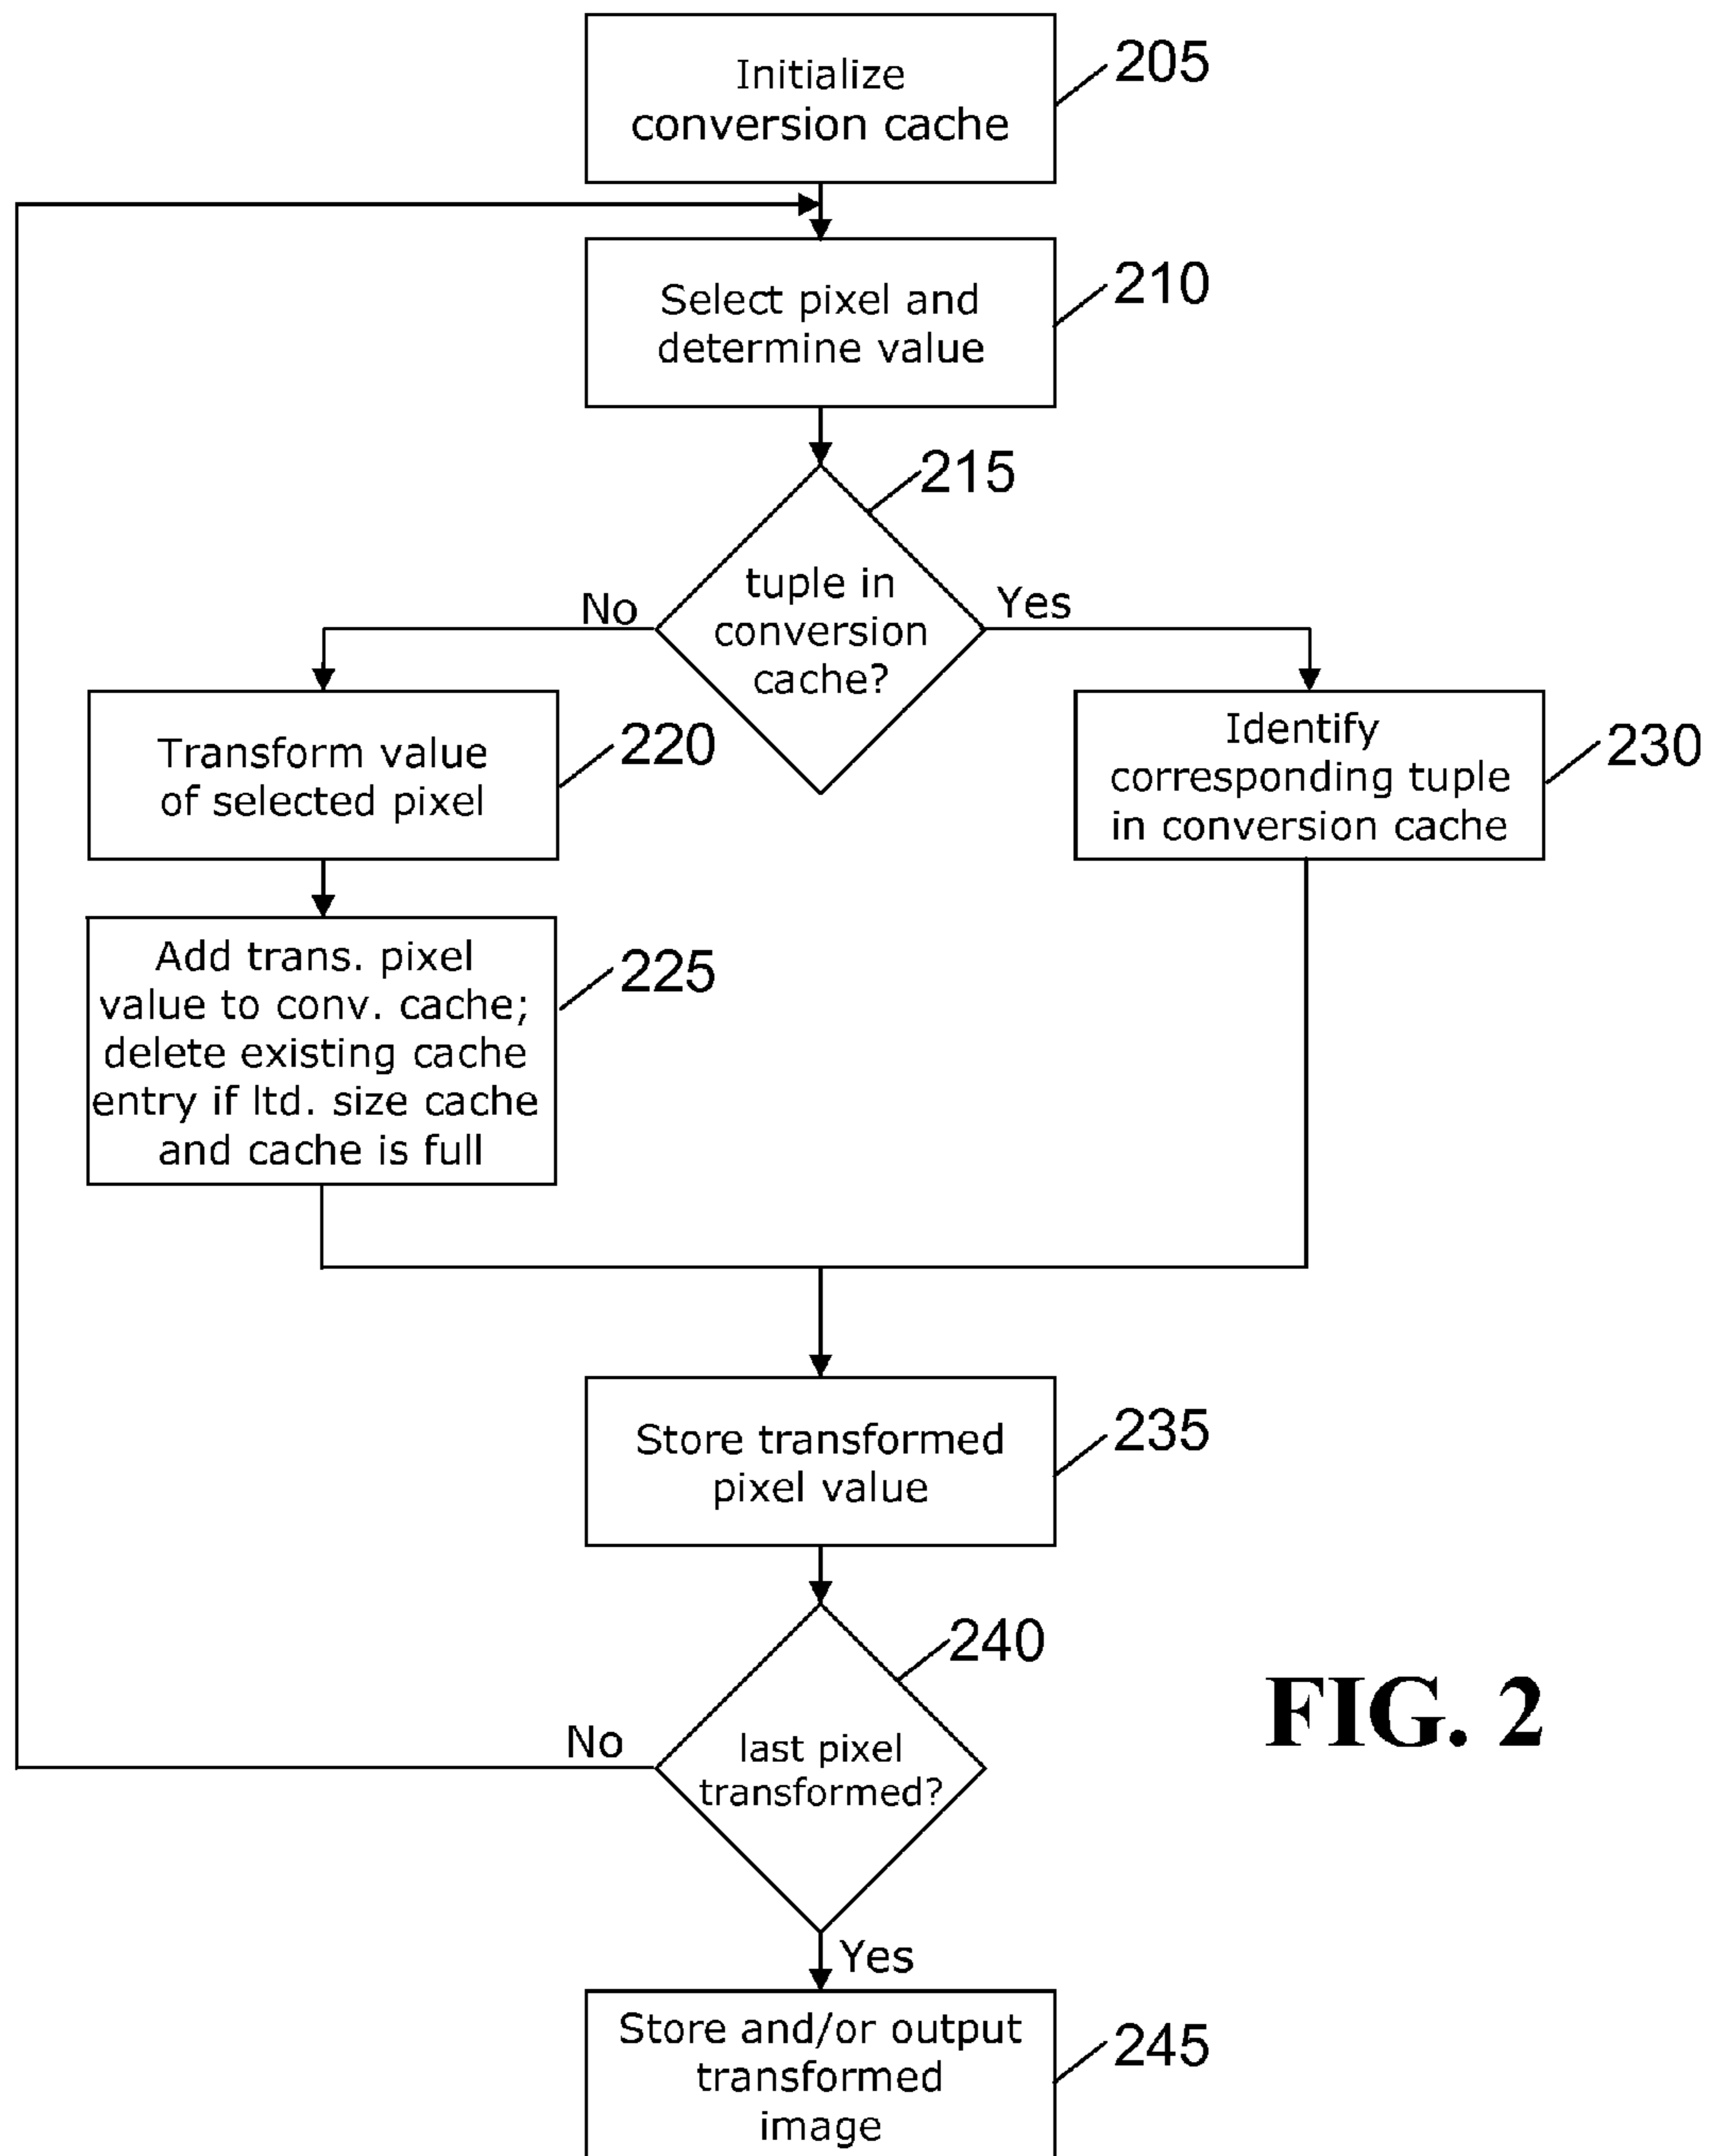 Initialize
conversion cache
205
Select pixel and
determine value
210
215
tuple in
conversion
cache?
No
Yes
Transform value
of selected pixel
220
Identify
corresponding tuple
in conversion cache
230
Add trans. pixel
value to conv. cache;
delete existing cache
entry if ltd. size cache
and cache is full
225
Store transformed
pixel value
235
240
last pixel
transformed?
No
Yes
FIG. 2
Store and/or output
transformed
image
245